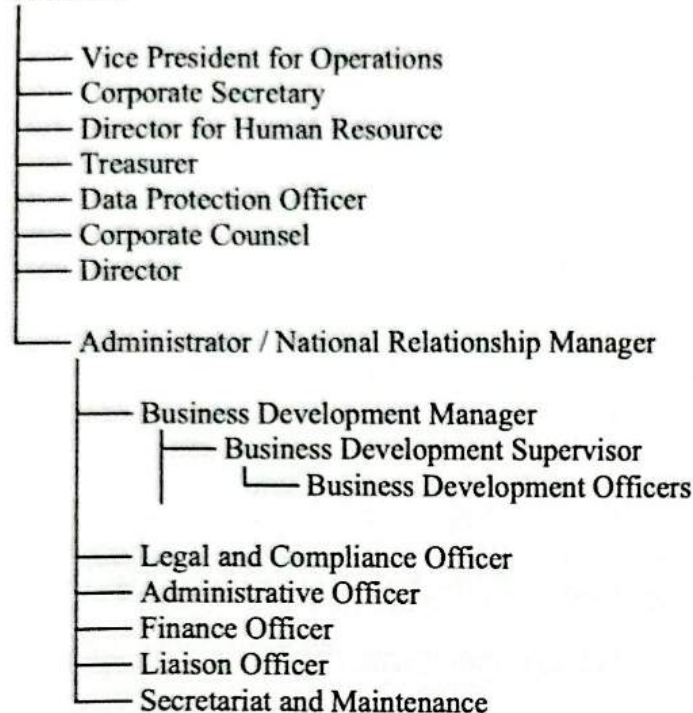 Vice President for Operations
Corporate Secretary
Director for Human Resource
Treasurer
Data Protection Officer
Corporate Counsel
Director
Administrator / National Relationship Manager
Business Development Manager
Business Development Supervisor
Business Development Officers
Legal and Compliance Officer
Administrative Officer
Finance Officer
Liaison Officer
Secretariat and Maintenance